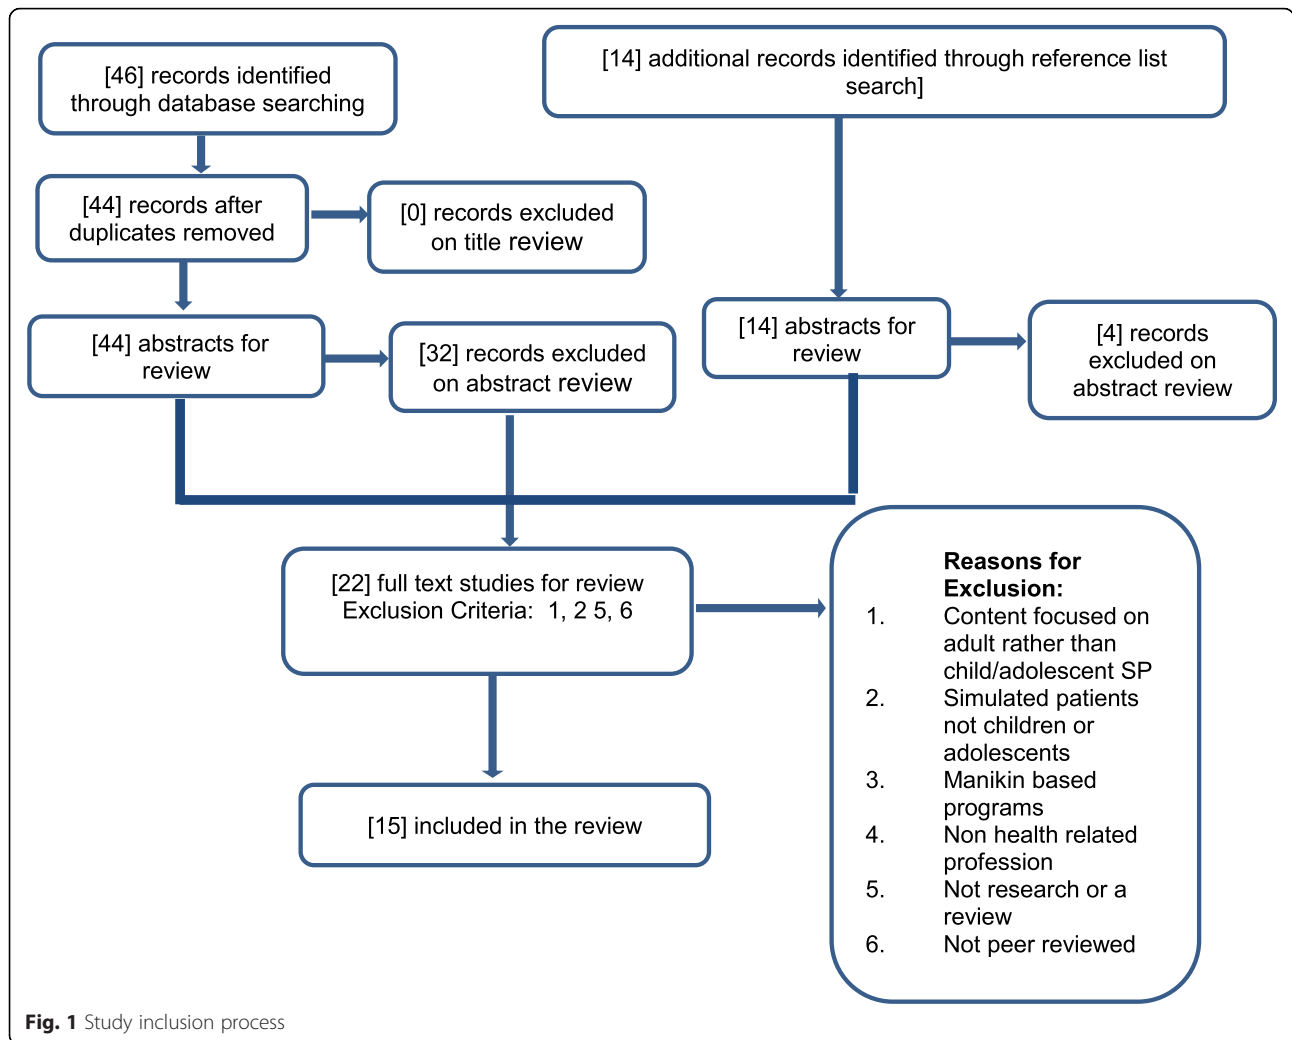 [46] records identified
through database searching
[14] additional records identified through reference list
search]
[44] records after
duplicates removed
[0] records excluded
on title review
[44] abstracts for
review
[32] records excluded
on abstract review
[14] abstracts for
review
[4] records
excluded on
abstract review
[22] full text studies for review
Exclusion Criteria: 1, 2 5, 6
Reasons for
Exclusion:
1. Content focused on
adult rather than
child/adolescent SP
2. Simulated patients
not children or
adolescents
3. Manikin based
programs
4. Non health related
profession
5. Not research or a
review
6. Not peer reviewed
[15] included in the review
Fig. 1 Study inclusion process